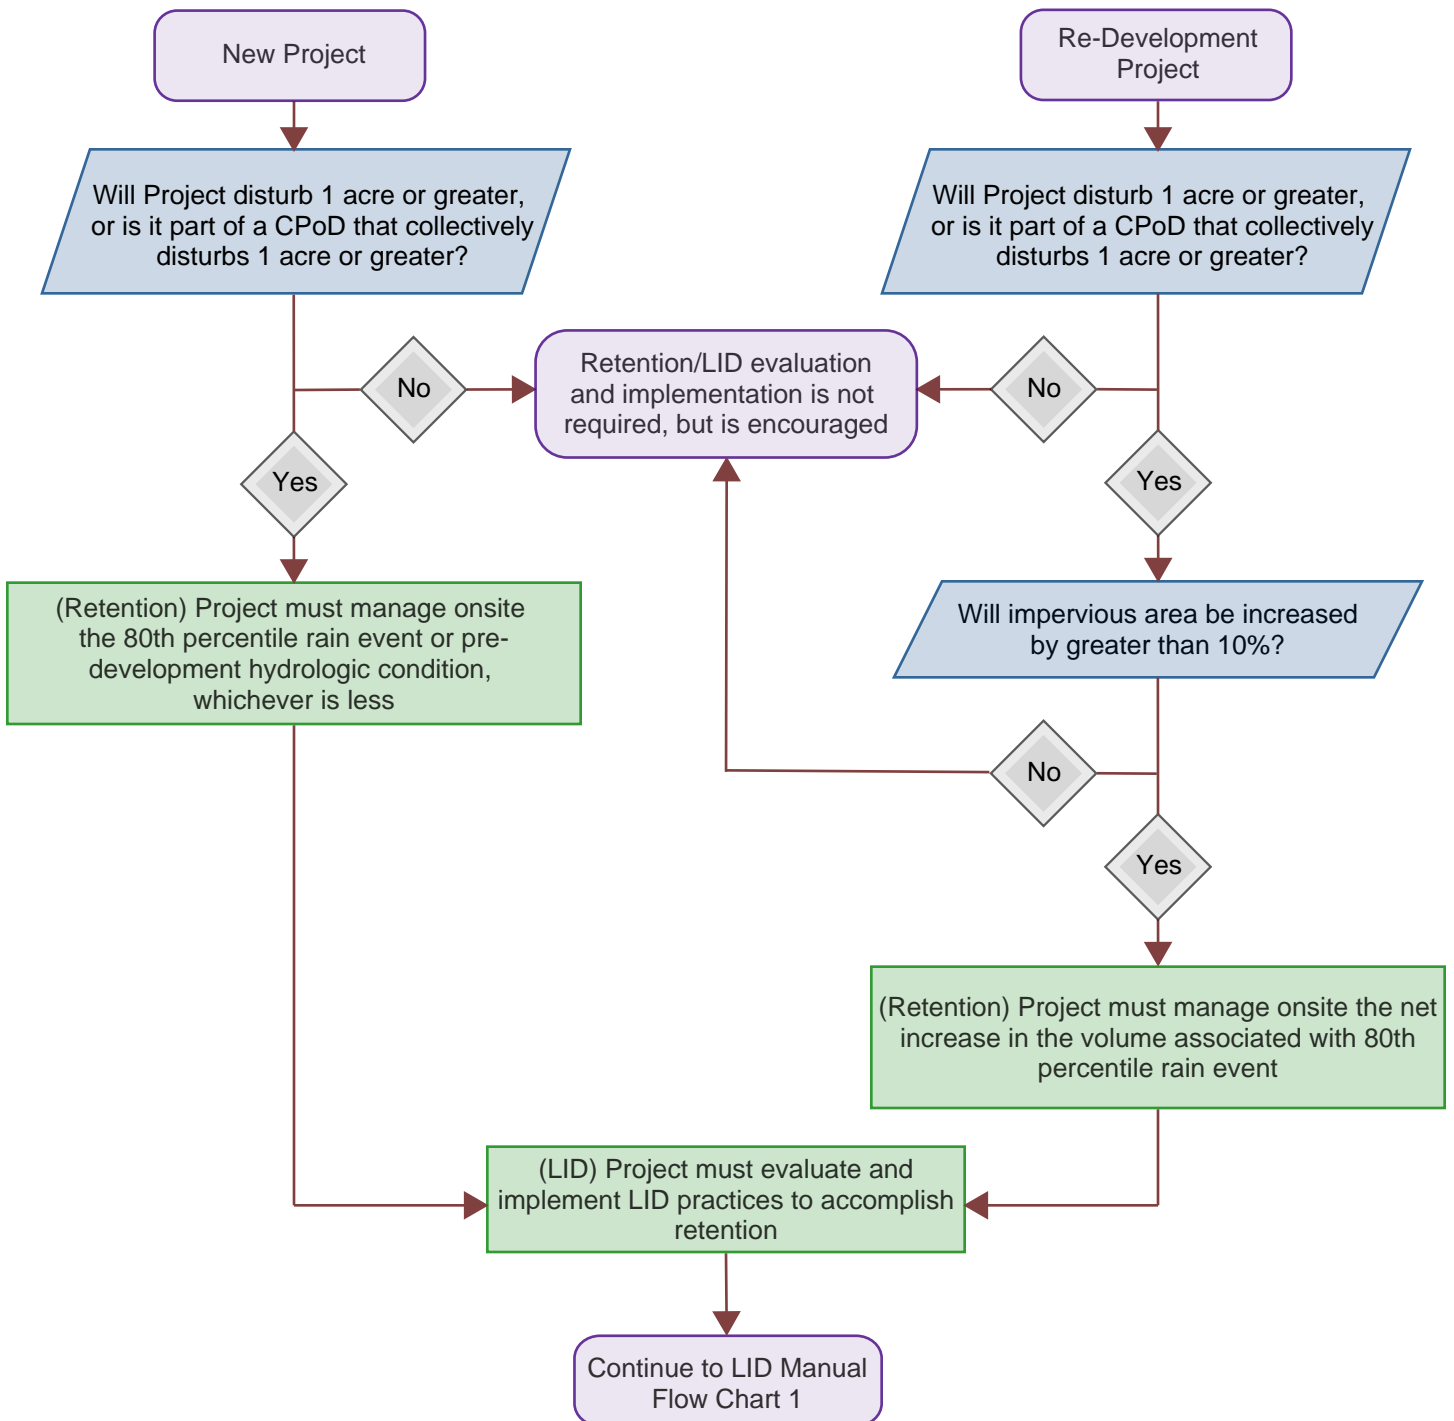 New Project
Re-Development
Project
Will Project disturb 1 acre or greater,
or is it part of a CPoD that collectively
disturbs 1 acre or greater?
Will Project disturb 1 acre or greater,
or is it part of a CPoD that collectively
disturbs 1 acre or greater?
No
Retention/LID evaluation
and implementation is not
required, but is encouraged
No
Yes
Yes
(Retention) Project must manage onsite
the 80th percentile rain event or pre-
development hydrologic condition,
whichever is less
Will impervious area be increased
by greater than 10%?
No
Yes
(Retention) Project must manage onsite the net
increase in the volume associated with 80th
percentile rain event
(LID) Project must evaluate and
implement LID practices to accomplish
retention
Continue to LID Manual
Flow Chart 1